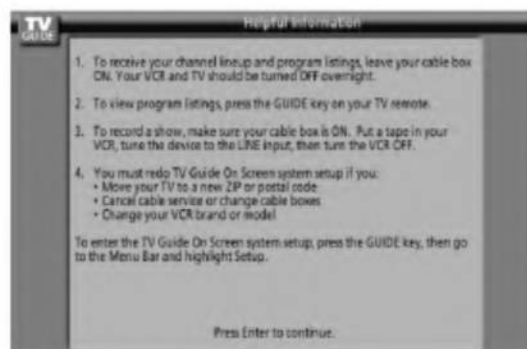 TV
GUIDE
Helpful Information
1. To receive your channel lineup and program listings, leave your cable box
ON. Your VCR and TV should be turned OFF overnight.
2. To view program listings, press the GUIDE key on your TV remote.
3. To record a show, make sure your cable box is ON. Put a tape in your
VCR, tune the device to the LINE input, then turn the VCR OFF.
4. You must redo TV Guide On Screen system setup if you:
• Move your TV to a new ZIP or postal code
• Cancel cable service or change cable boxes
• Change your VCR brand or model
To enter the TV Guide On Screen system setup, press the GUIDE key, then go
to the Menu Bar and highlight Setup.
Press Enter to continue.